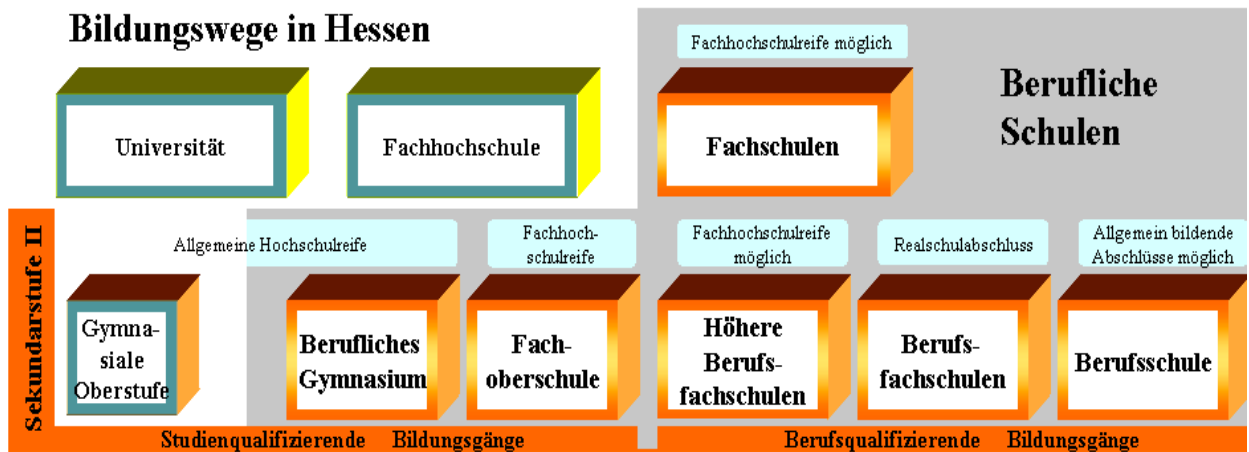 Bildungswege in Hessen
Fachhochschulreife möglich
Berufliche
Schulen
Universität
Fachhochschule
Fachschulen
Sekundarstufe II
Allgemeine Hochschulreife
Fachhoch-
schulreife
Fachhochschulreife
möglich
Realschulabschluss
Allgemein bildende
Abschlüsse möglich
Gymna-
siale
Oberstufe
Berufliches
Gymnasium
Fach-
oberschule
Höhere
Berufs-
fachschulen
Berufs-
fachschulen
Berufsschule
Studienqualifizierende Bildungsgänge
Berufsqualifizierende Bildungsgänge